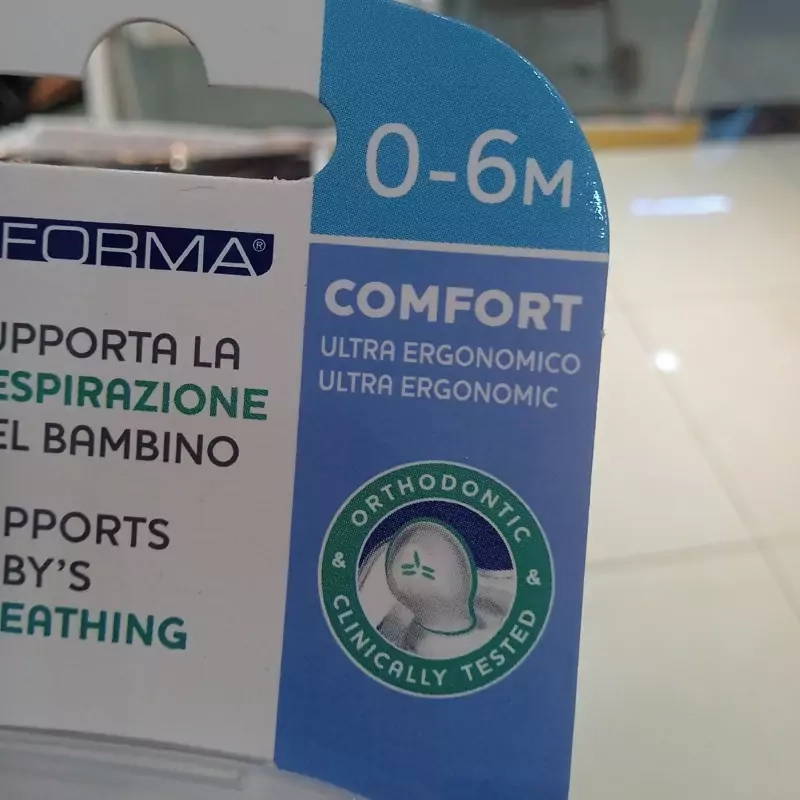 0-6M
FORMA®
COMFORT
ULTRA ERGONOMICO
ULTRA ERGONOMIC
UPPORTA LA
ESPIRAZIONE
EL BAMBINO
PPORTS
BY'S
EATHING
ORTHODONTIC
& CLINICALLY TESTED &